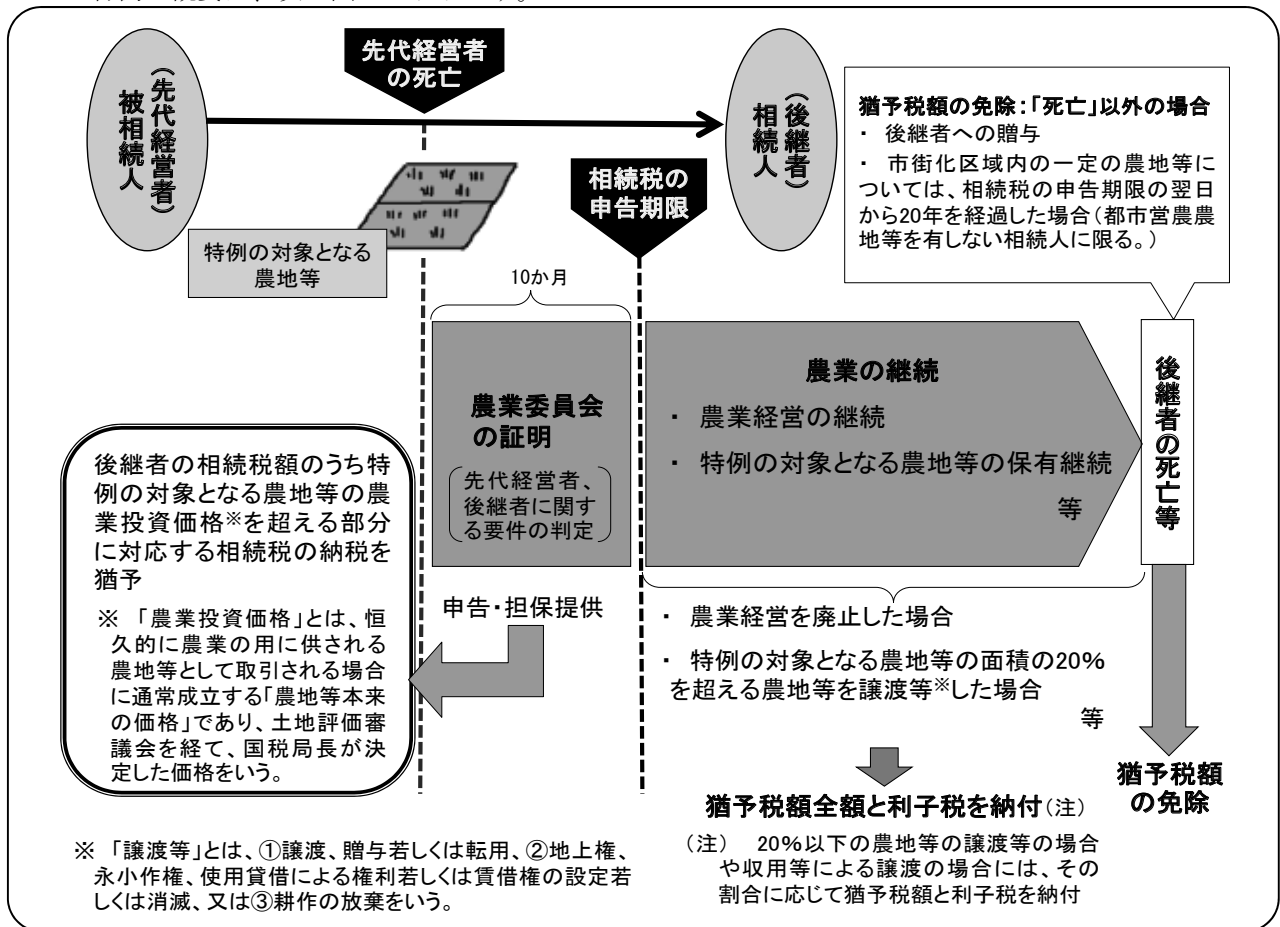 先代経営者
の死亡
(先代経営者)
被相続人
(後継者)
相続人
猶予税額の免除:「死亡」以外の場合
・ 後継者への贈与
・ 市街化区域内の一定の農地等に
ついては、相続税の申告期限の翌日
から20年を経過した場合(都市営農農
地等を有しない相続人に限る。)
相続税の
申告期限
特例の対象となる
農地等
10か月
農業委員会
の証明
先代経営者、
後継者に関す
る要件の判定
農業の継続
・ 農業経営の継続
・ 特例の対象となる農地等の保有継続
等
後継者の死亡等
後継者の相続税額のうち特
例の対象となる農地等の農
業投資価格※を超える部分
に対応する相続税の納税を
猶予
※ 「農業投資価格」とは、恒
久的に農業の用に供される
農地等として取引される場合
に通常成立する「農地等本来
の価格」であり、土地評価審
議会を経て、国税局長が決
定した価格をいう。
申告・担保提供
・ 農業経営を廃止した場合
・ 特例の対象となる農地等の面積の20%
を超える農地等を譲渡等※した場合
等
猶予税額全額と利子税を納付(注)
(注) 20%以下の農地等の譲渡等の場合
や収用等による譲渡の場合には、その
割合に応じて猶予税額と利子税を納付
猶予税額
の免除
※ 「譲渡等」とは、①譲渡、贈与若しくは転用、②地上権、
永小作権、使用貸借による権利若しくは賃借権の設定若
しくは消滅、又は③耕作の放棄をいう。